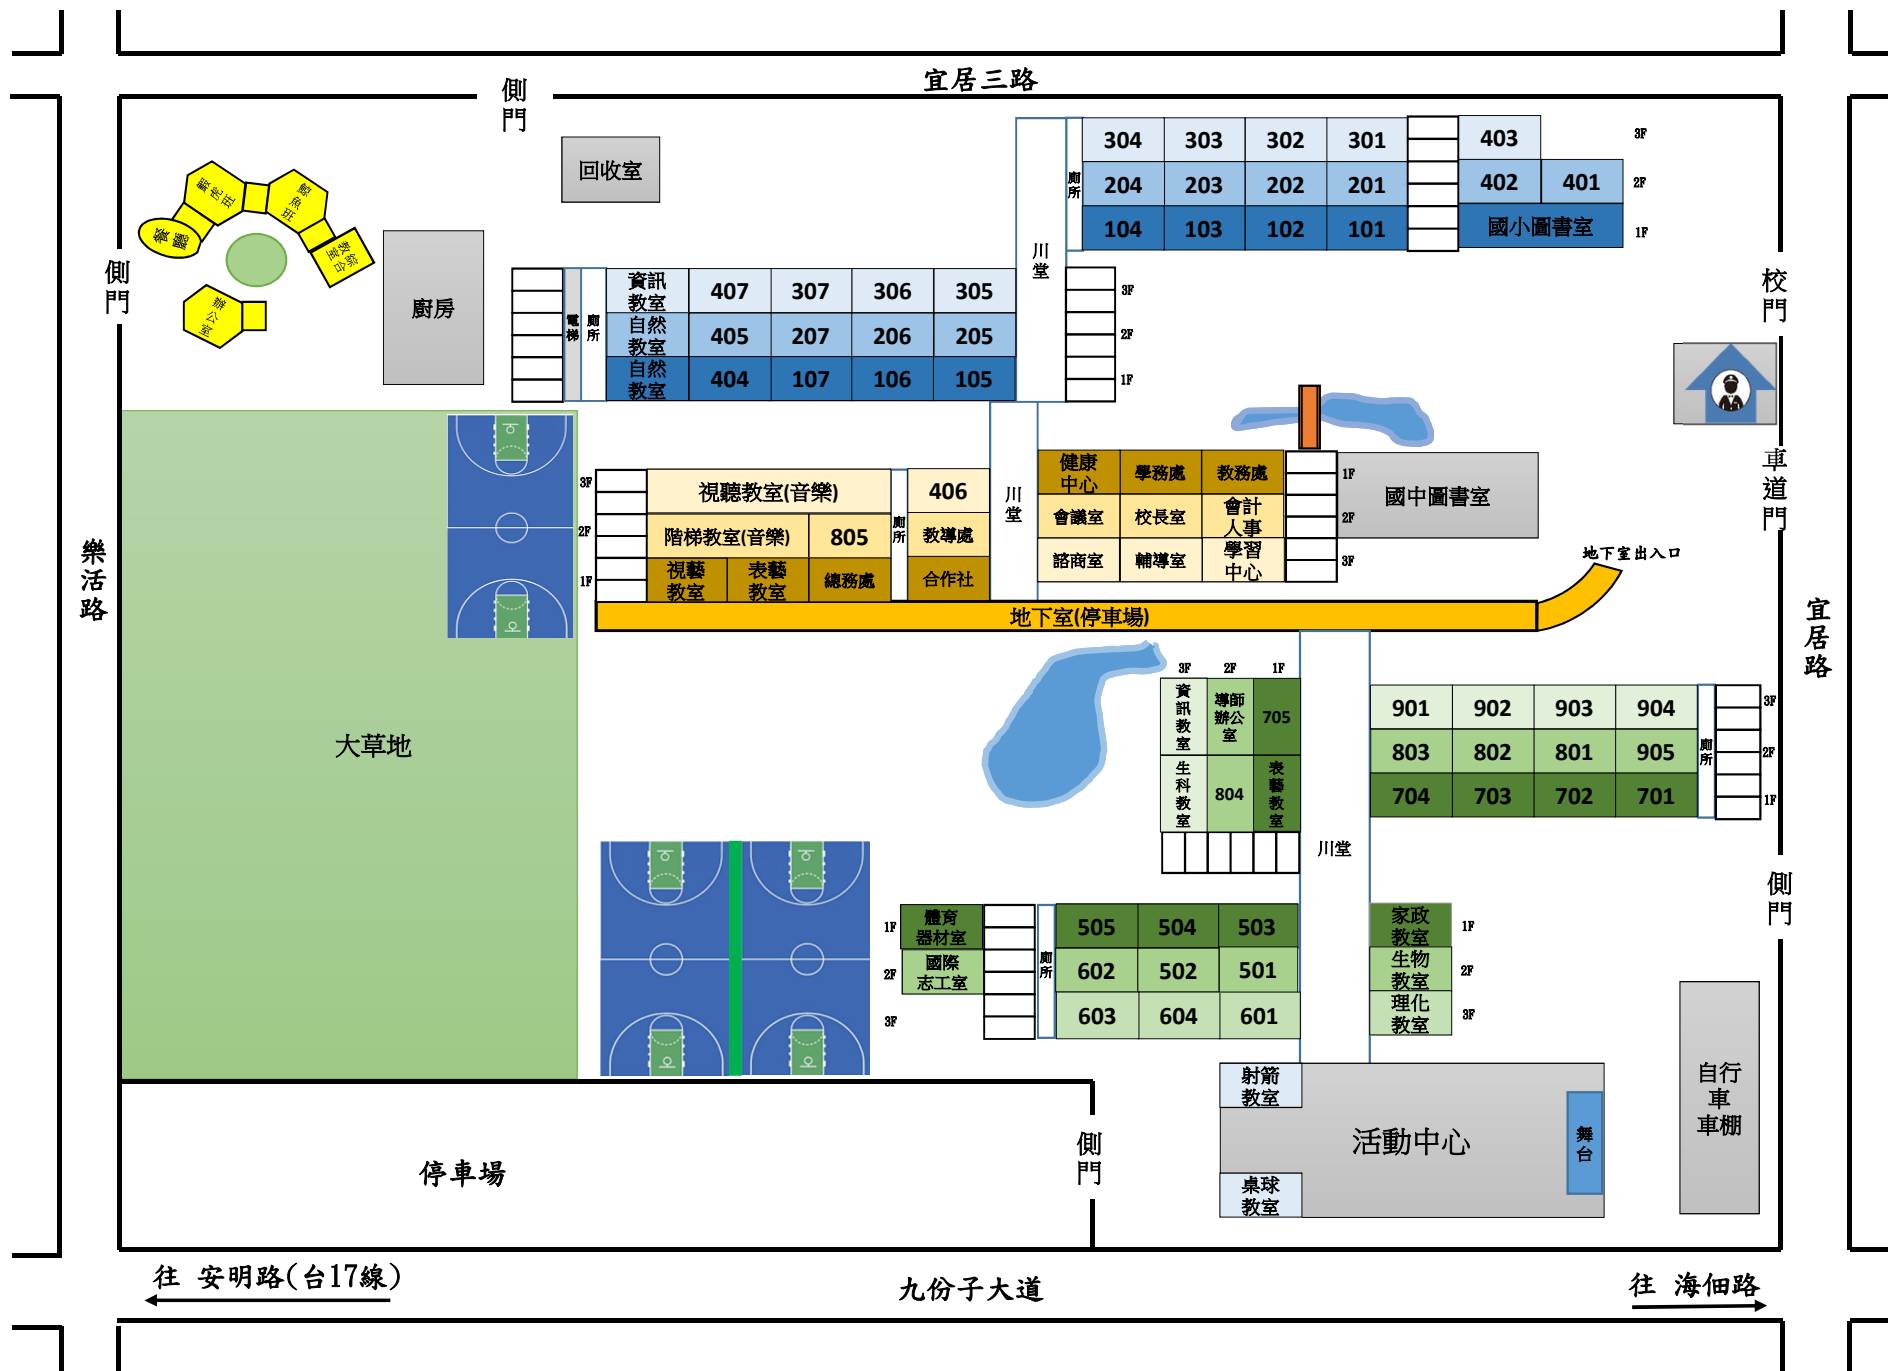 宜居三路
側門
回收室
304 303 302 301 403 3F
204 203 202 201 402 401 2F
104 103 102 101 國小圖書室 1F
廁所
川堂
鯨魚班
餐廳
綜合教室
辦公室
側門
廚房
電梯
廁所
資訊教室 407 307 306 305 3F
自然教室 405 207 206 205 2F
自然教室 404 107 106 105 1F
校門
車道門
3F 視聽教室(音樂) 406
2F 階梯教室(音樂) 805 教導處
1F 視藝教室 表藝教室 總務處 合作社
廁所
川堂
健康中心 學務處 教務處 1F
會議室 校長室 會計人事 2F
諮商室 輔導室 學習中心 3F
國中圖書室
地下室出入口
地下室(停車場)
樂活路
宜居路
大草地
3F 2F 1F
資訊教室 導師辦公室 705
生科教室 804 表藝教室
901 902 903 904 3F
803 802 801 905 2F
704 703 702 701 1F
廁所
川堂
側門
1F 體育器材室 505 504 503
2F 國際志工室 602 502 501
3F 603 604 601
廁所
家政教室 1F
生物教室 2F
理化教室 3F
射箭教室
活動中心
舞台
桌球教室
自行車車棚
停車場
側門
往 安明路(台17線)
九份子大道
往 海佃路